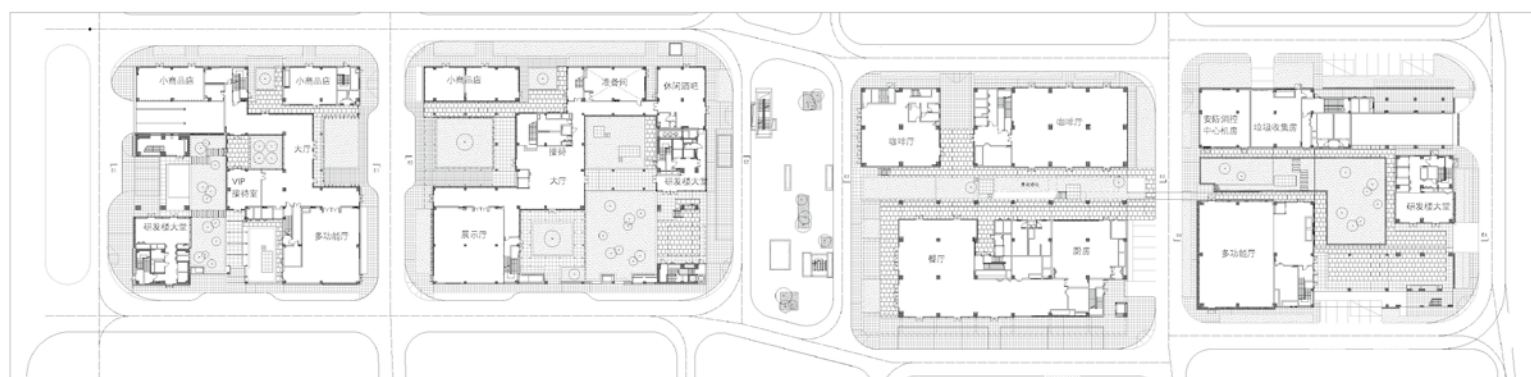 小商品店
小商品店
大厅
VIP
接待室
研发楼大堂
多功能厅
小商品店
准备间
休闲酒吧
接待
大厅
研发楼大堂
展示厅
咖啡厅
咖啡厅
餐厅
厨房
安防消控
中心机房
垃圾收集房
研发楼大堂
多功能厅